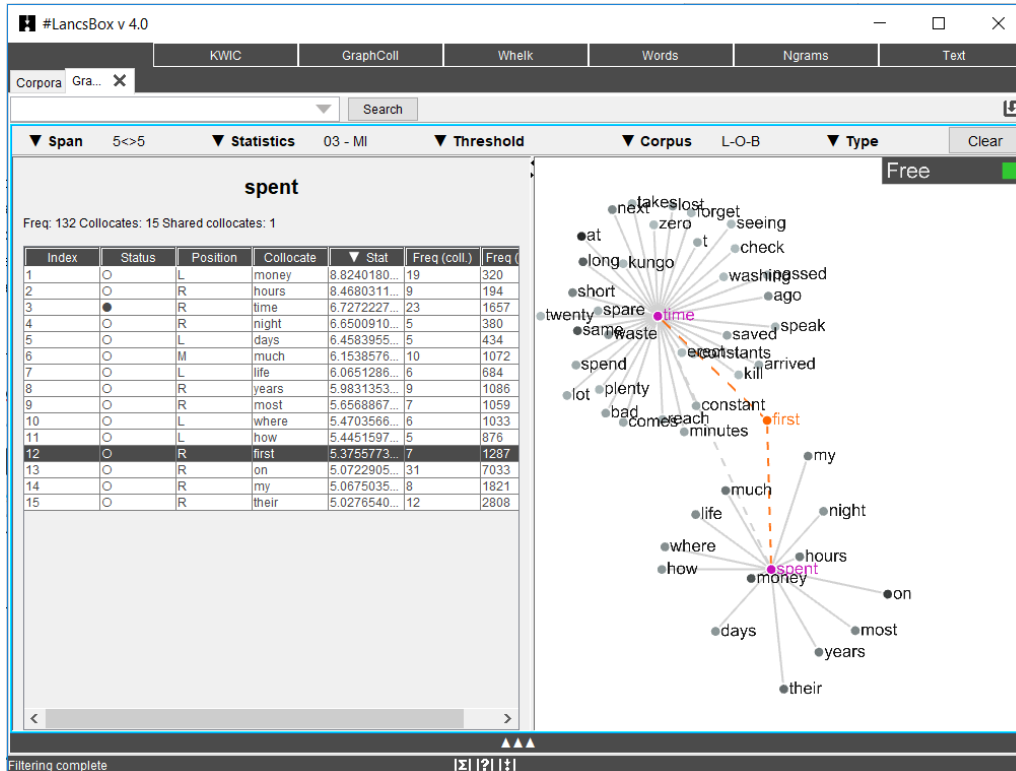 #LancsBox v 4.0
KWIC GraphColl Whelk Words Ngrams Text
Corpora Gra...
Search
▼ Span 5<>5 ▼ Statistics 03 - MI ▼ Threshold ▼ Corpus L-O-B ▼ Type Clear
spent
Freq: 132 Collocates: 15 Shared collocates: 1
Index Status Position Collocate ▼ Stat Freq (coll.) Freq (
1 L money 8.8240180... 19 320
2 R hours 8.4680311... 9 194
3 R time 6.7272227... 23 1657
4 R night 6.6500910... 5 380
5 L days 6.4583955... 5 434
6 M much 6.1538576... 10 1072
7 L life 6.0651286... 6 684
8 R years 5.9831353... 9 1086
9 R most 5.6568867... 7 1059
10 L where 5.4703566... 6 1033
11 L how 5.4451597... 5 876
12 R first 5.3755773... 7 1287
13 R on 5.0722905... 31 7033
14 R my 5.0675035... 8 1821
15 R their 5.0276540... 12 2808
Free
takes lost
next forget
zero seeing
at t
check
long kungo
washing passed
short ago
twenty spare time
same waste speak
saved
erect constants
spend arrived
kill
lot plenty
constant
bad reach
comes first
minutes
my
much
life night
where hours
how spent
money
on
days most
years
their
▲▲▲
Filtering complete |Σ| |?| |‡|